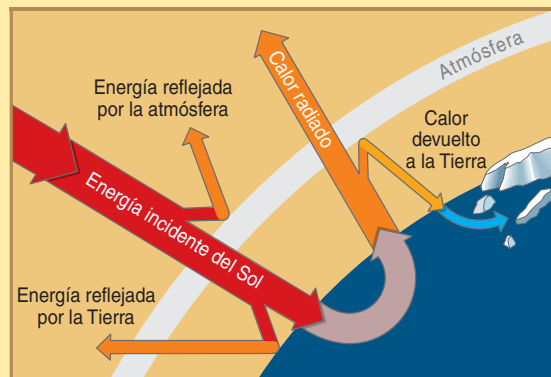 Energía reflejada
por la atmósfera
Energía incidente del Sol
Energía reflejada
por la Tierra
Calor radiado
Atmósfera
Calor
devuelto
a la Tierra